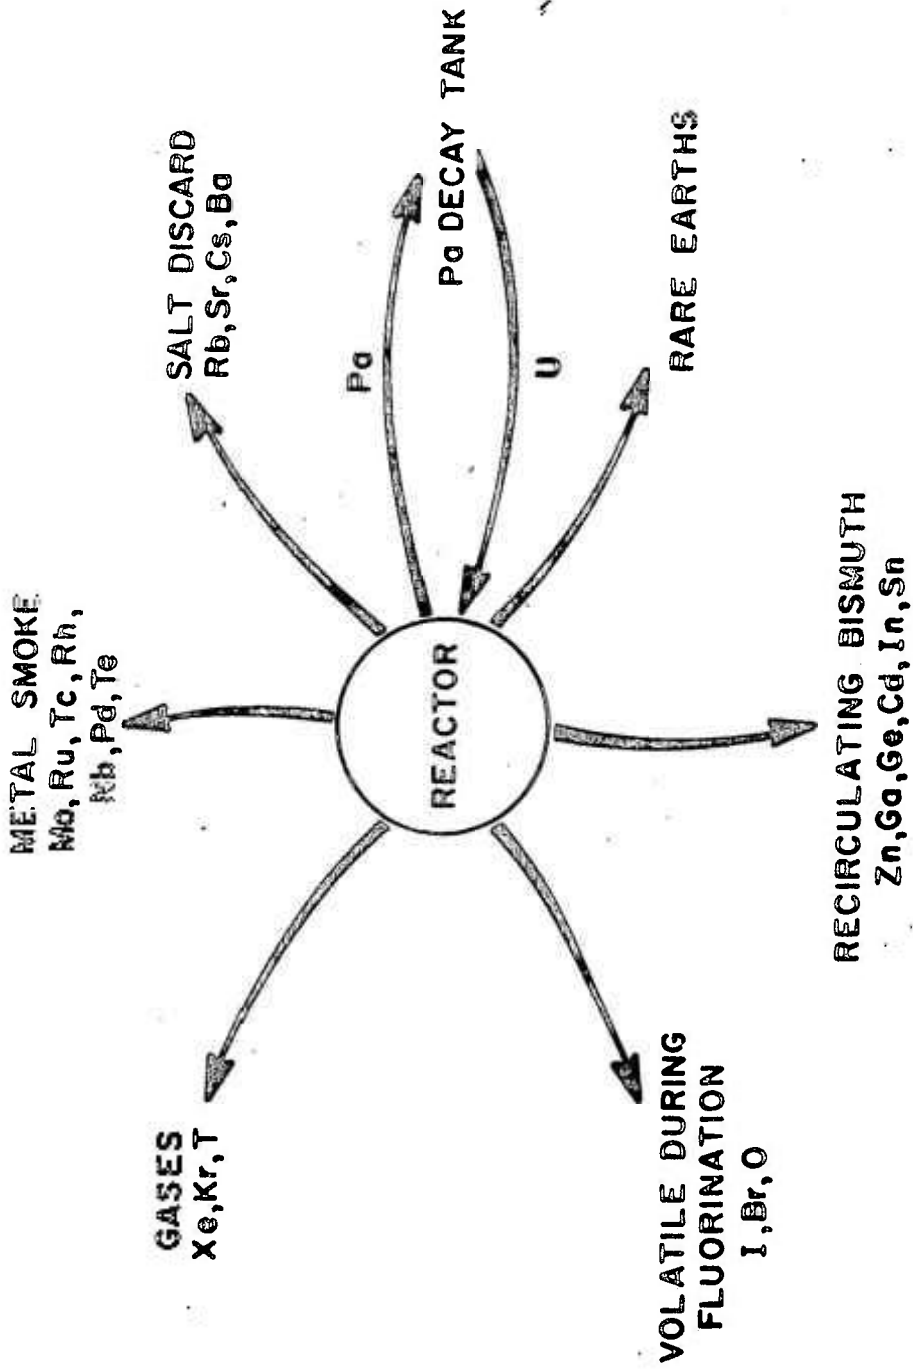 METAL SMOKE
Mo, Ru, Tc, Rh,
Nb, Pd, Te
SALT DISCARD
Rb, Sr, Cs, Ba
GASES
Xe, Kr, T
Pa
Pa DECAY TANK
U
REACTOR
RARE EARTHS
VOLATILE DURING
FLUORINATION
I, Br, O
RECIRCULATING BISMUTH
Zn, Ga, Ge, Cd, In, Sn